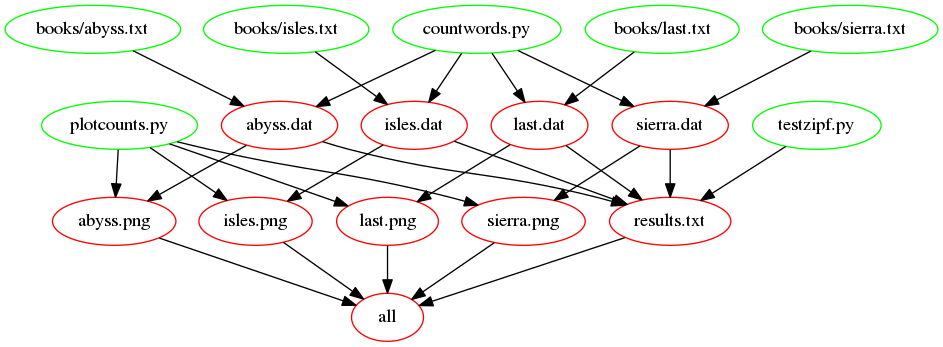 books/abyss.txt
books/isles.txt
countwords.py
books/last.txt
books/sierra.txt
plotcounts.py
abyss.dat
isles.dat
last.dat
sierra.dat
testzipf.py
abyss.png
isles.png
last.png
sierra.png
results.txt
all